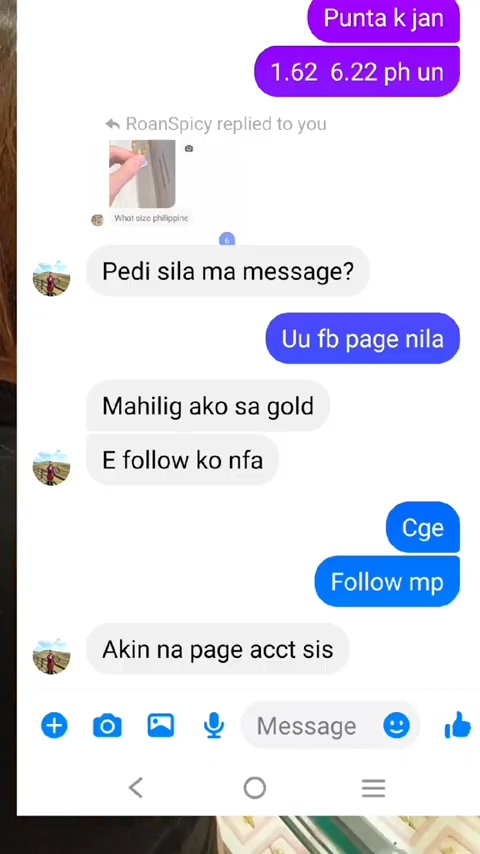 Punta k jan
1.62 6.22 ph un
RoanSpicy replied to you
What size philippine
6
Pedi sila ma message?
Uu fb page nila
Mahilig ako sa gold
E follow ko nfa
Cge
Follow mp
Akin na page acct sis
Message